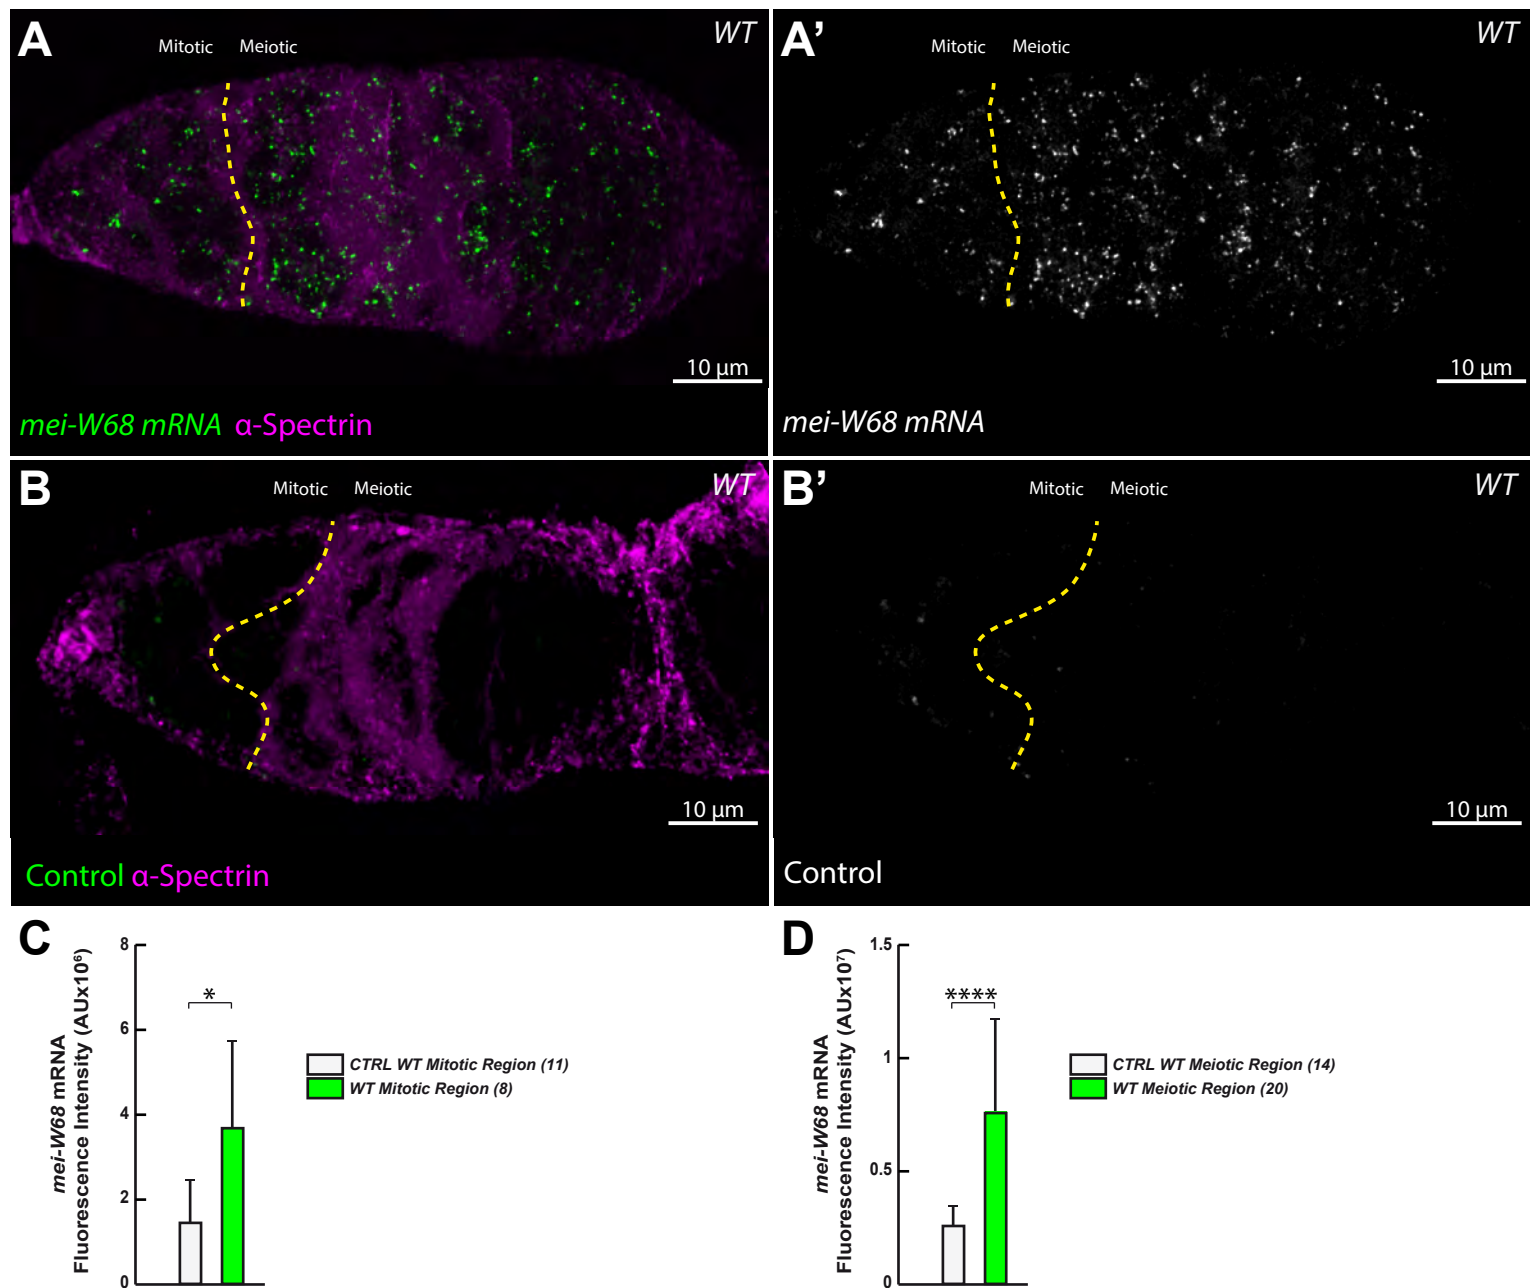 A
Mitotic Meiotic
WT
10 µm
mei-W68 mRNA α-Spectrin
A’
Mitotic Meiotic
WT
10 µm
mei-W68 mRNA
B
Mitotic Meiotic
WT
10 µm
Control α-Spectrin
B’
Mitotic Meiotic
WT
10 µm
Control
C
mei-W68 mRNA
Fluorescence Intensity (AUx10⁶)
8
6
4
2
0
*
CTRL WT Mitotic Region (11)
WT Mitotic Region (8)
D
mei-W68 mRNA
Fluorescence Intensity (AUx10⁷)
1.5
1
0.5
0
****
CTRL WT Meiotic Region (14)
WT Meiotic Region (20)